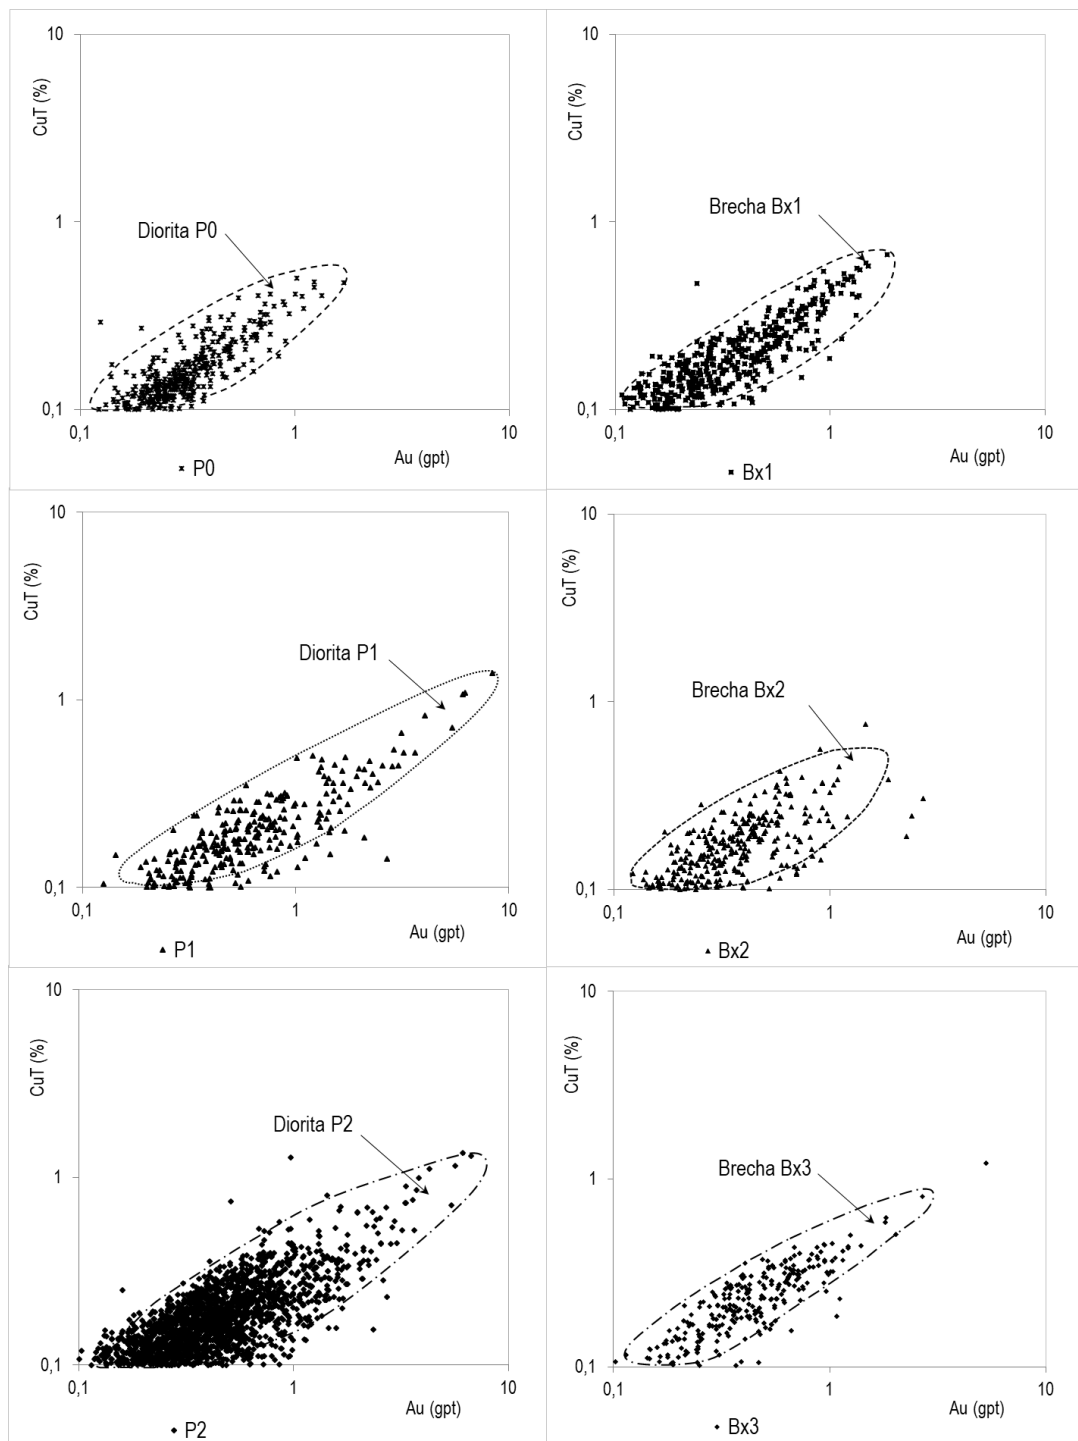 10
CuT (%)
Diorita P0
1
0,1
0,1
1
10
Au (gpt)
P0
10
CuT (%)
Brecha Bx1
1
0,1
0,1
1
10
Au (gpt)
Bx1
10
CuT (%)
Diorita P1
1
0,1
0,1
1
10
Au (gpt)
P1
10
CuT (%)
Brecha Bx2
1
0,1
0,1
1
10
Au (gpt)
Bx2
10
CuT (%)
Diorita P2
1
0,1
0,1
1
10
Au (gpt)
P2
10
CuT (%)
Brecha Bx3
1
0,1
0,1
1
10
Au (gpt)
Bx3